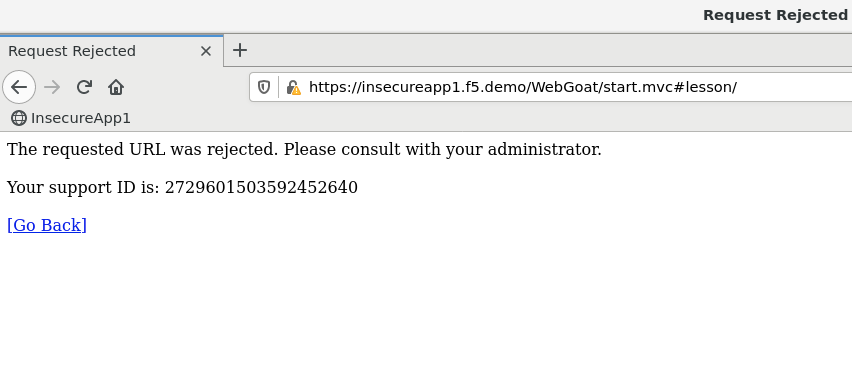 Request Rejected
Request Rejected
https://insecureapp1.f5.demo/WebGoat/start.mvc#lesson/
InsecureApp1
The requested URL was rejected. Please consult with your administrator.
Your support ID is: 2729601503592452640
[Go Back]